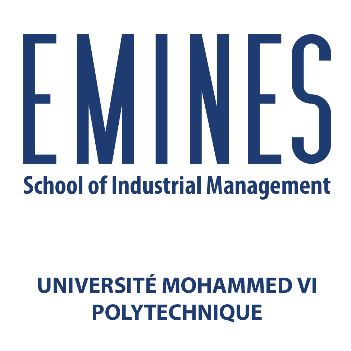 EMINES
School of Industrial Management
UNIVERSITÉ MOHAMMED VI
POLYTECHNIQUE